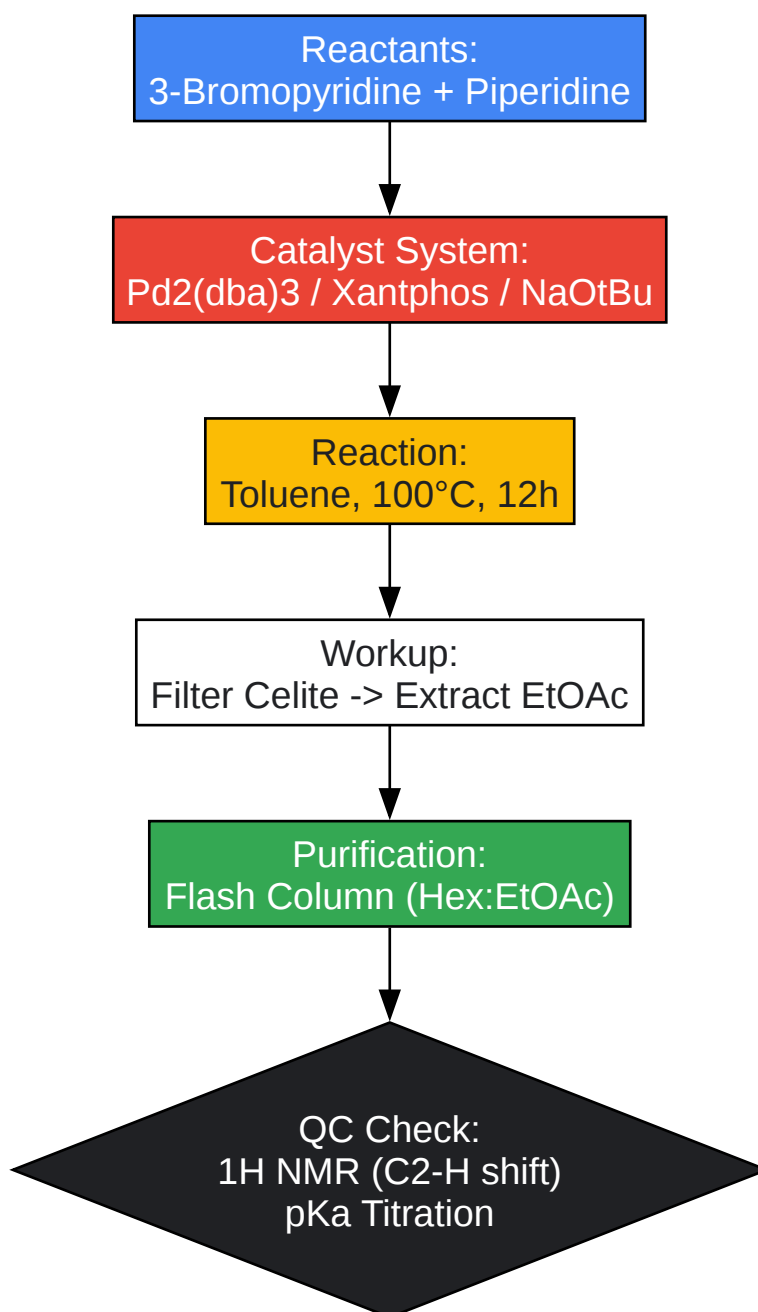 Reactants:
3-Bromopyridine + Piperidine
Catalyst System:
Pd2(dba)3 / Xantphos / NaOtBu
Reaction:
Toluene, 100°C, 12h
Workup:
Filter Celite -> Extract EtOAc
Purification:
Flash Column (Hex:EtOAc)
QC Check:
1H NMR (C2-H shift)
pKa Titration